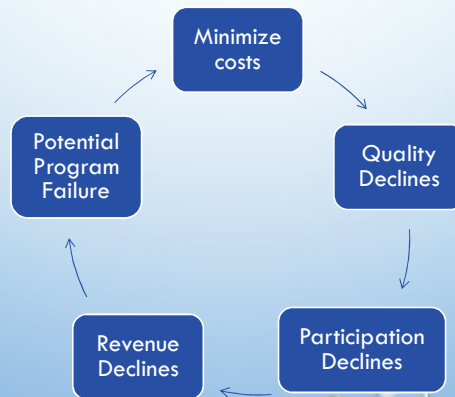 Minimize
costs
Quality
Declines
Participation
Declines
Revenue
Declines
Potential
Program
Failure